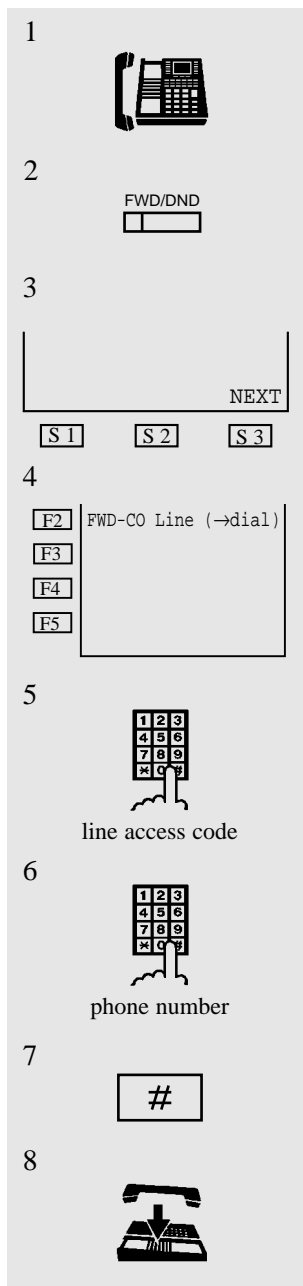 1
2
FWD/DND
3
NEXT
S 1 S 2 S 3
4
F2 FWD-CO Line (→dial)
F3
F4
F5
5
1 2 3
4 5 6
7 8 9
* 0 #
line access code
6
1 2 3
4 5 6
7 8 9
* 0 #
phone number
7
#
8